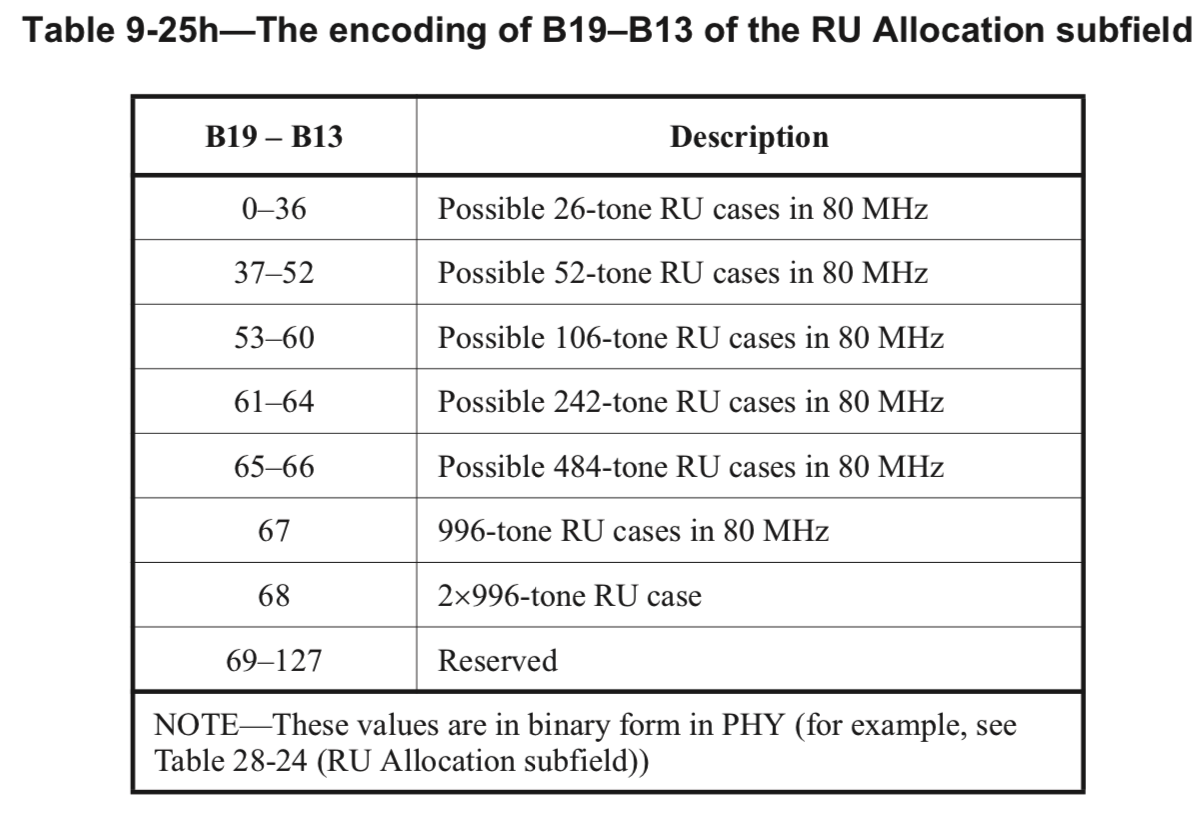 Table 9-25h—The encoding of B19–B13 of the RU Allocation subfield
B19 – B13 Description
0–36 Possible 26-tone RU cases in 80 MHz
37–52 Possible 52-tone RU cases in 80 MHz
53–60 Possible 106-tone RU cases in 80 MHz
61–64 Possible 242-tone RU cases in 80 MHz
65–66 Possible 484-tone RU cases in 80 MHz
67 996-tone RU cases in 80 MHz
68 2×996-tone RU case
69–127 Reserved
NOTE—These values are in binary form in PHY (for example, see
Table 28-24 (RU Allocation subfield))